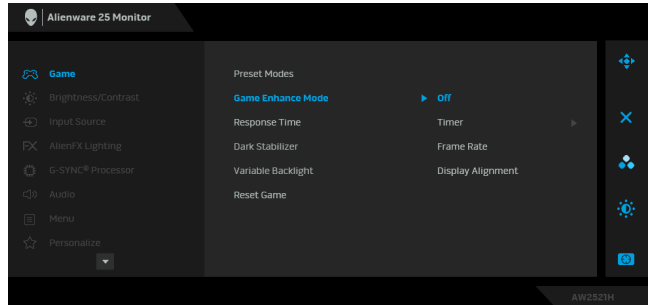 Alienware 25 Monitor
Game
Brightness/Contrast
Input Source
FX AlienFX Lighting
G-SYNC® Processor
Audio
Menu
Personalize
Preset Modes
Game Enhance Mode
Response Time
Dark Stabilizer
Variable Backlight
Reset Game
Off
Timer
Frame Rate
Display Alignment
AW2521H